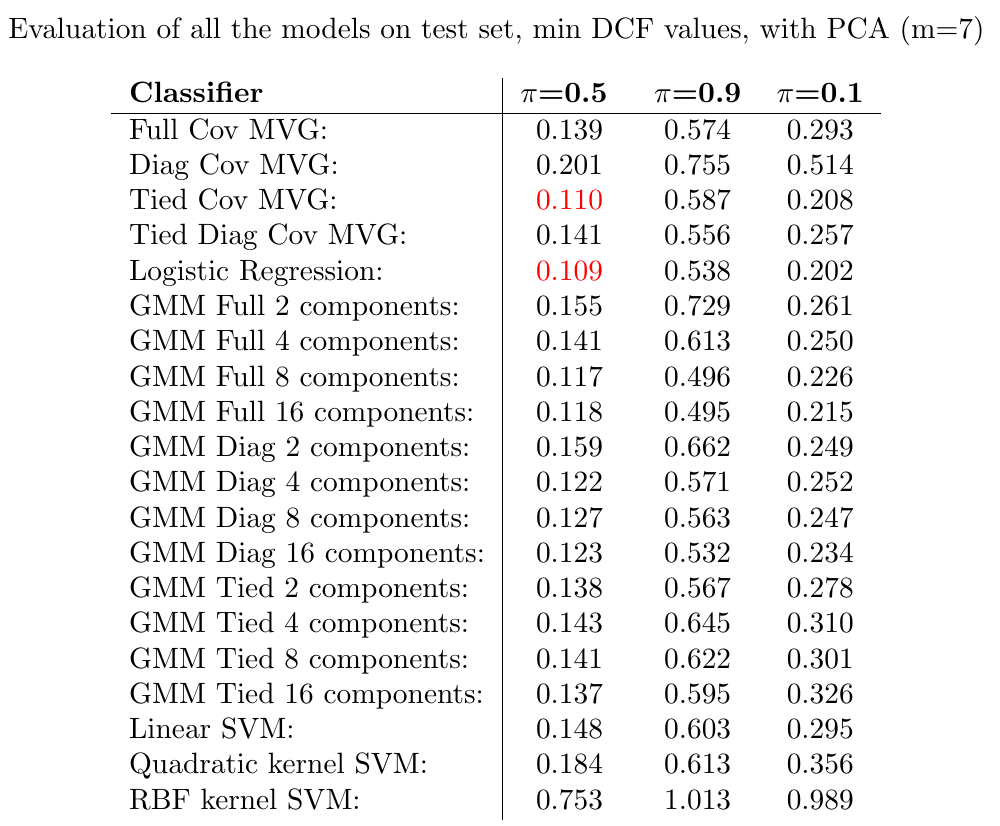 Evaluation of all the models on test set, min DCF values, with PCA (m=7)
Classifier π=0.5 π=0.9 π=0.1
Full Cov MVG: 0.139 0.574 0.293
Diag Cov MVG: 0.201 0.755 0.514
Tied Cov MVG: 0.110 0.587 0.208
Tied Diag Cov MVG: 0.141 0.556 0.257
Logistic Regression: 0.109 0.538 0.202
GMM Full 2 components: 0.155 0.729 0.261
GMM Full 4 components: 0.141 0.613 0.250
GMM Full 8 components: 0.117 0.496 0.226
GMM Full 16 components: 0.118 0.495 0.215
GMM Diag 2 components: 0.159 0.662 0.249
GMM Diag 4 components: 0.122 0.571 0.252
GMM Diag 8 components: 0.127 0.563 0.247
GMM Diag 16 components: 0.123 0.532 0.234
GMM Tied 2 components: 0.138 0.567 0.278
GMM Tied 4 components: 0.143 0.645 0.310
GMM Tied 8 components: 0.141 0.622 0.301
GMM Tied 16 components: 0.137 0.595 0.326
Linear SVM: 0.148 0.603 0.295
Quadratic kernel SVM: 0.184 0.613 0.356
RBF kernel SVM: 0.753 1.013 0.989